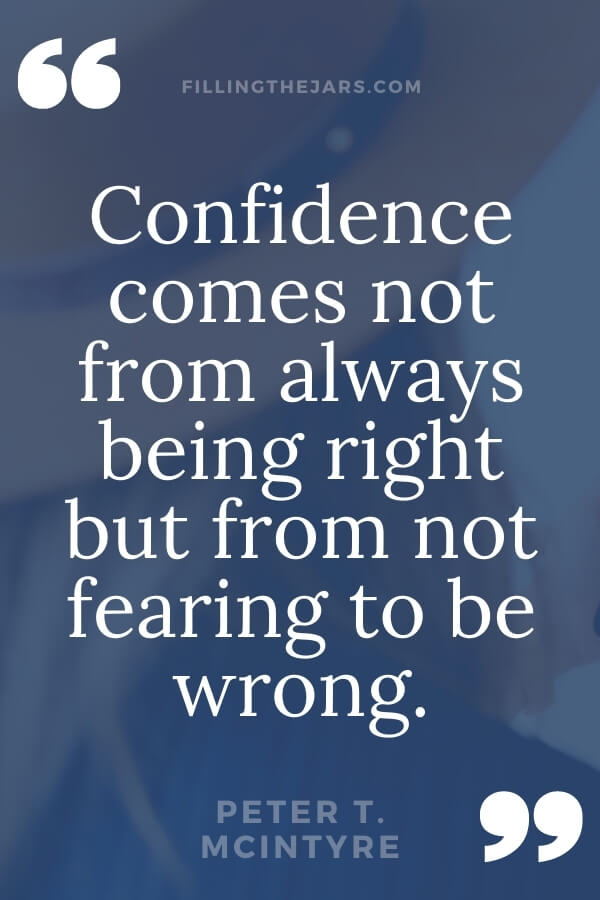 FILLINGTHEJARS.COM
Confidence
comes not
from always
being right
but from not
fearing to be
wrong.
PETER T.
MCINTYRE